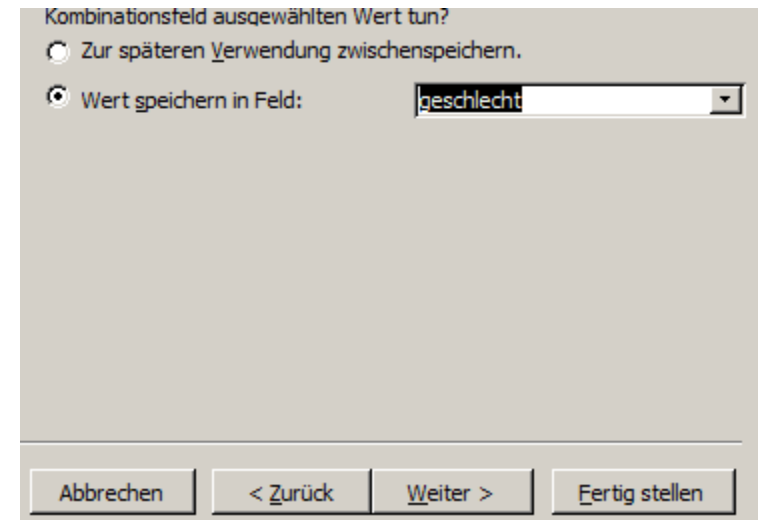 Kombinationsfeld ausgewählten Wert tun?
Zur späteren Verwendung zwischenspeichern.
Wert speichern in Feld: geschlecht
Abbrechen < Zurück Weiter > Fertig stellen